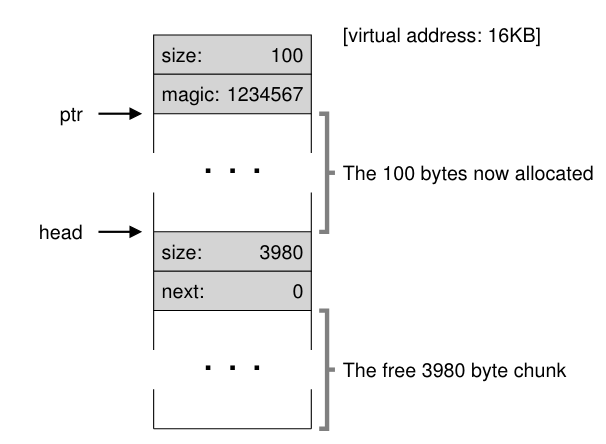 [virtual address: 16KB]
size: 100
magic: 1234567
ptr
. . .
The 100 bytes now allocated
head
size: 3980
next: 0
. . .
The free 3980 byte chunk